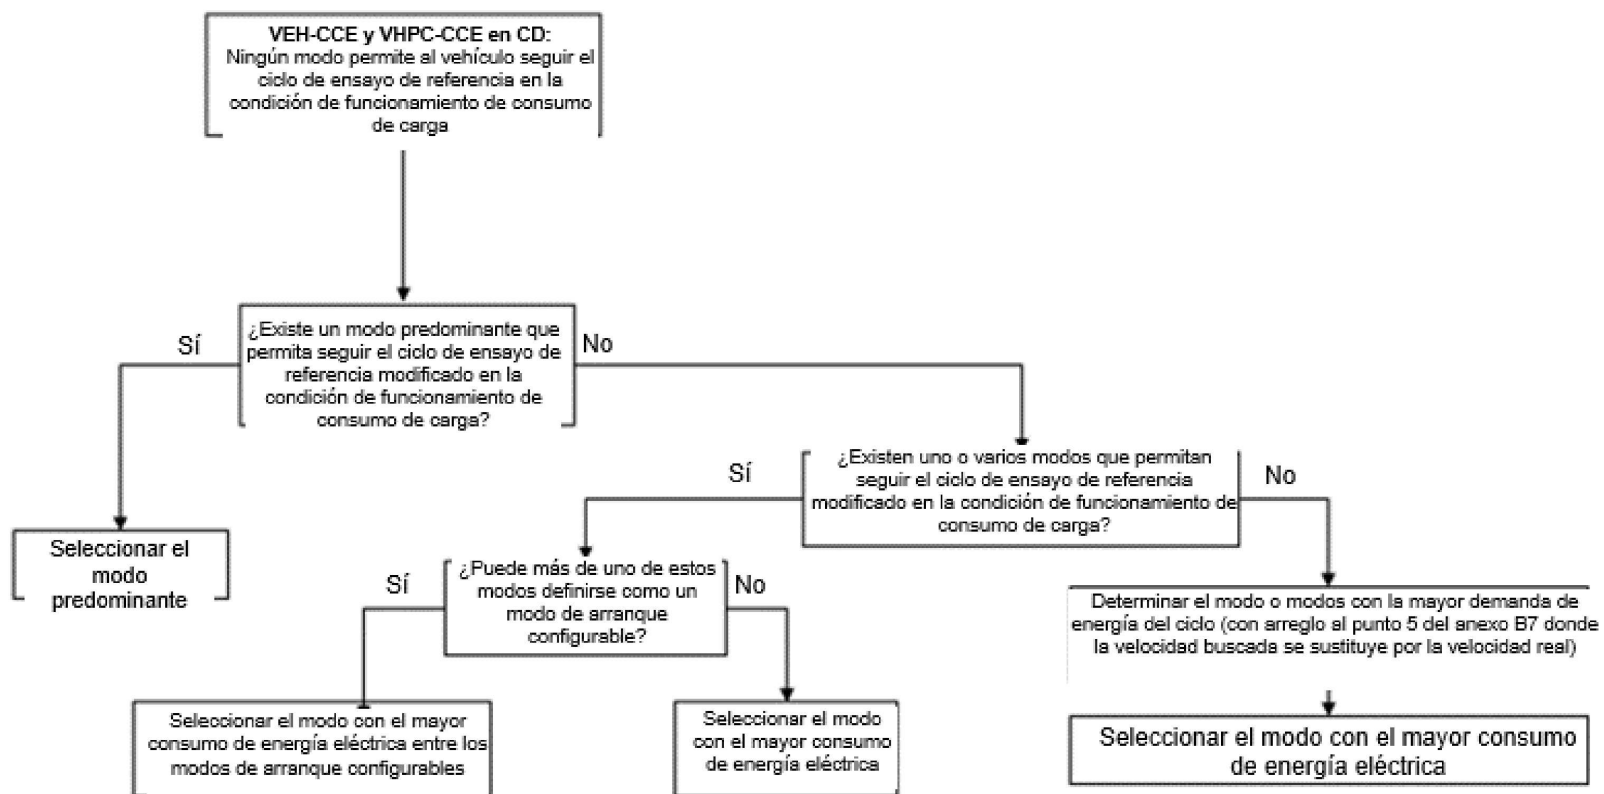 VEH-CCE y VHPC-CCE en CD:
Ningún modo permite al vehículo seguir el
ciclo de ensayo de referencia en la
condición de funcionamiento de consumo
de carga
Sí
¿Existe un modo predominante que
permita seguir el ciclo de ensayo de
referencia modificado en la
condición de funcionamiento de
consumo de carga?
No
Seleccionar el
modo
predominante
Sí
¿Existen uno o varios modos que permitan
seguir el ciclo de ensayo de referencia
modificado en la condición de funcionamiento de
consumo de carga?
No
Sí
¿Puede más de uno de estos
modos definirse como un
modo de arranque
configurable?
No
Determinar el modo o modos con la mayor demanda de
energía del ciclo (con arreglo al punto 5 del anexo B7 donde
la velocidad buscada se sustituye por la velocidad real)
Seleccionar el modo con el mayor
consumo de energía eléctrica entre los
modos de arranque configurables
Seleccionar el modo
con el mayor consumo
de energía eléctrica
Seleccionar el modo con el mayor consumo
de energía eléctrica